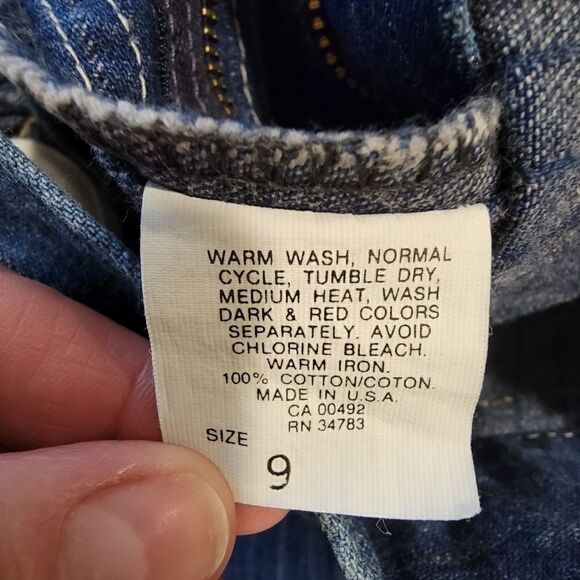 WARM WASH, NORMAL
CYCLE, TUMBLE DRY,
MEDIUM HEAT, WASH
DARK & RED COLORS
SEPARATELY. AVOID
CHLORINE BLEACH.
WARM IRON.
100% COTTON/COTON.
MADE IN U.S.A.
CA 00492
RN 34783
SIZE 9